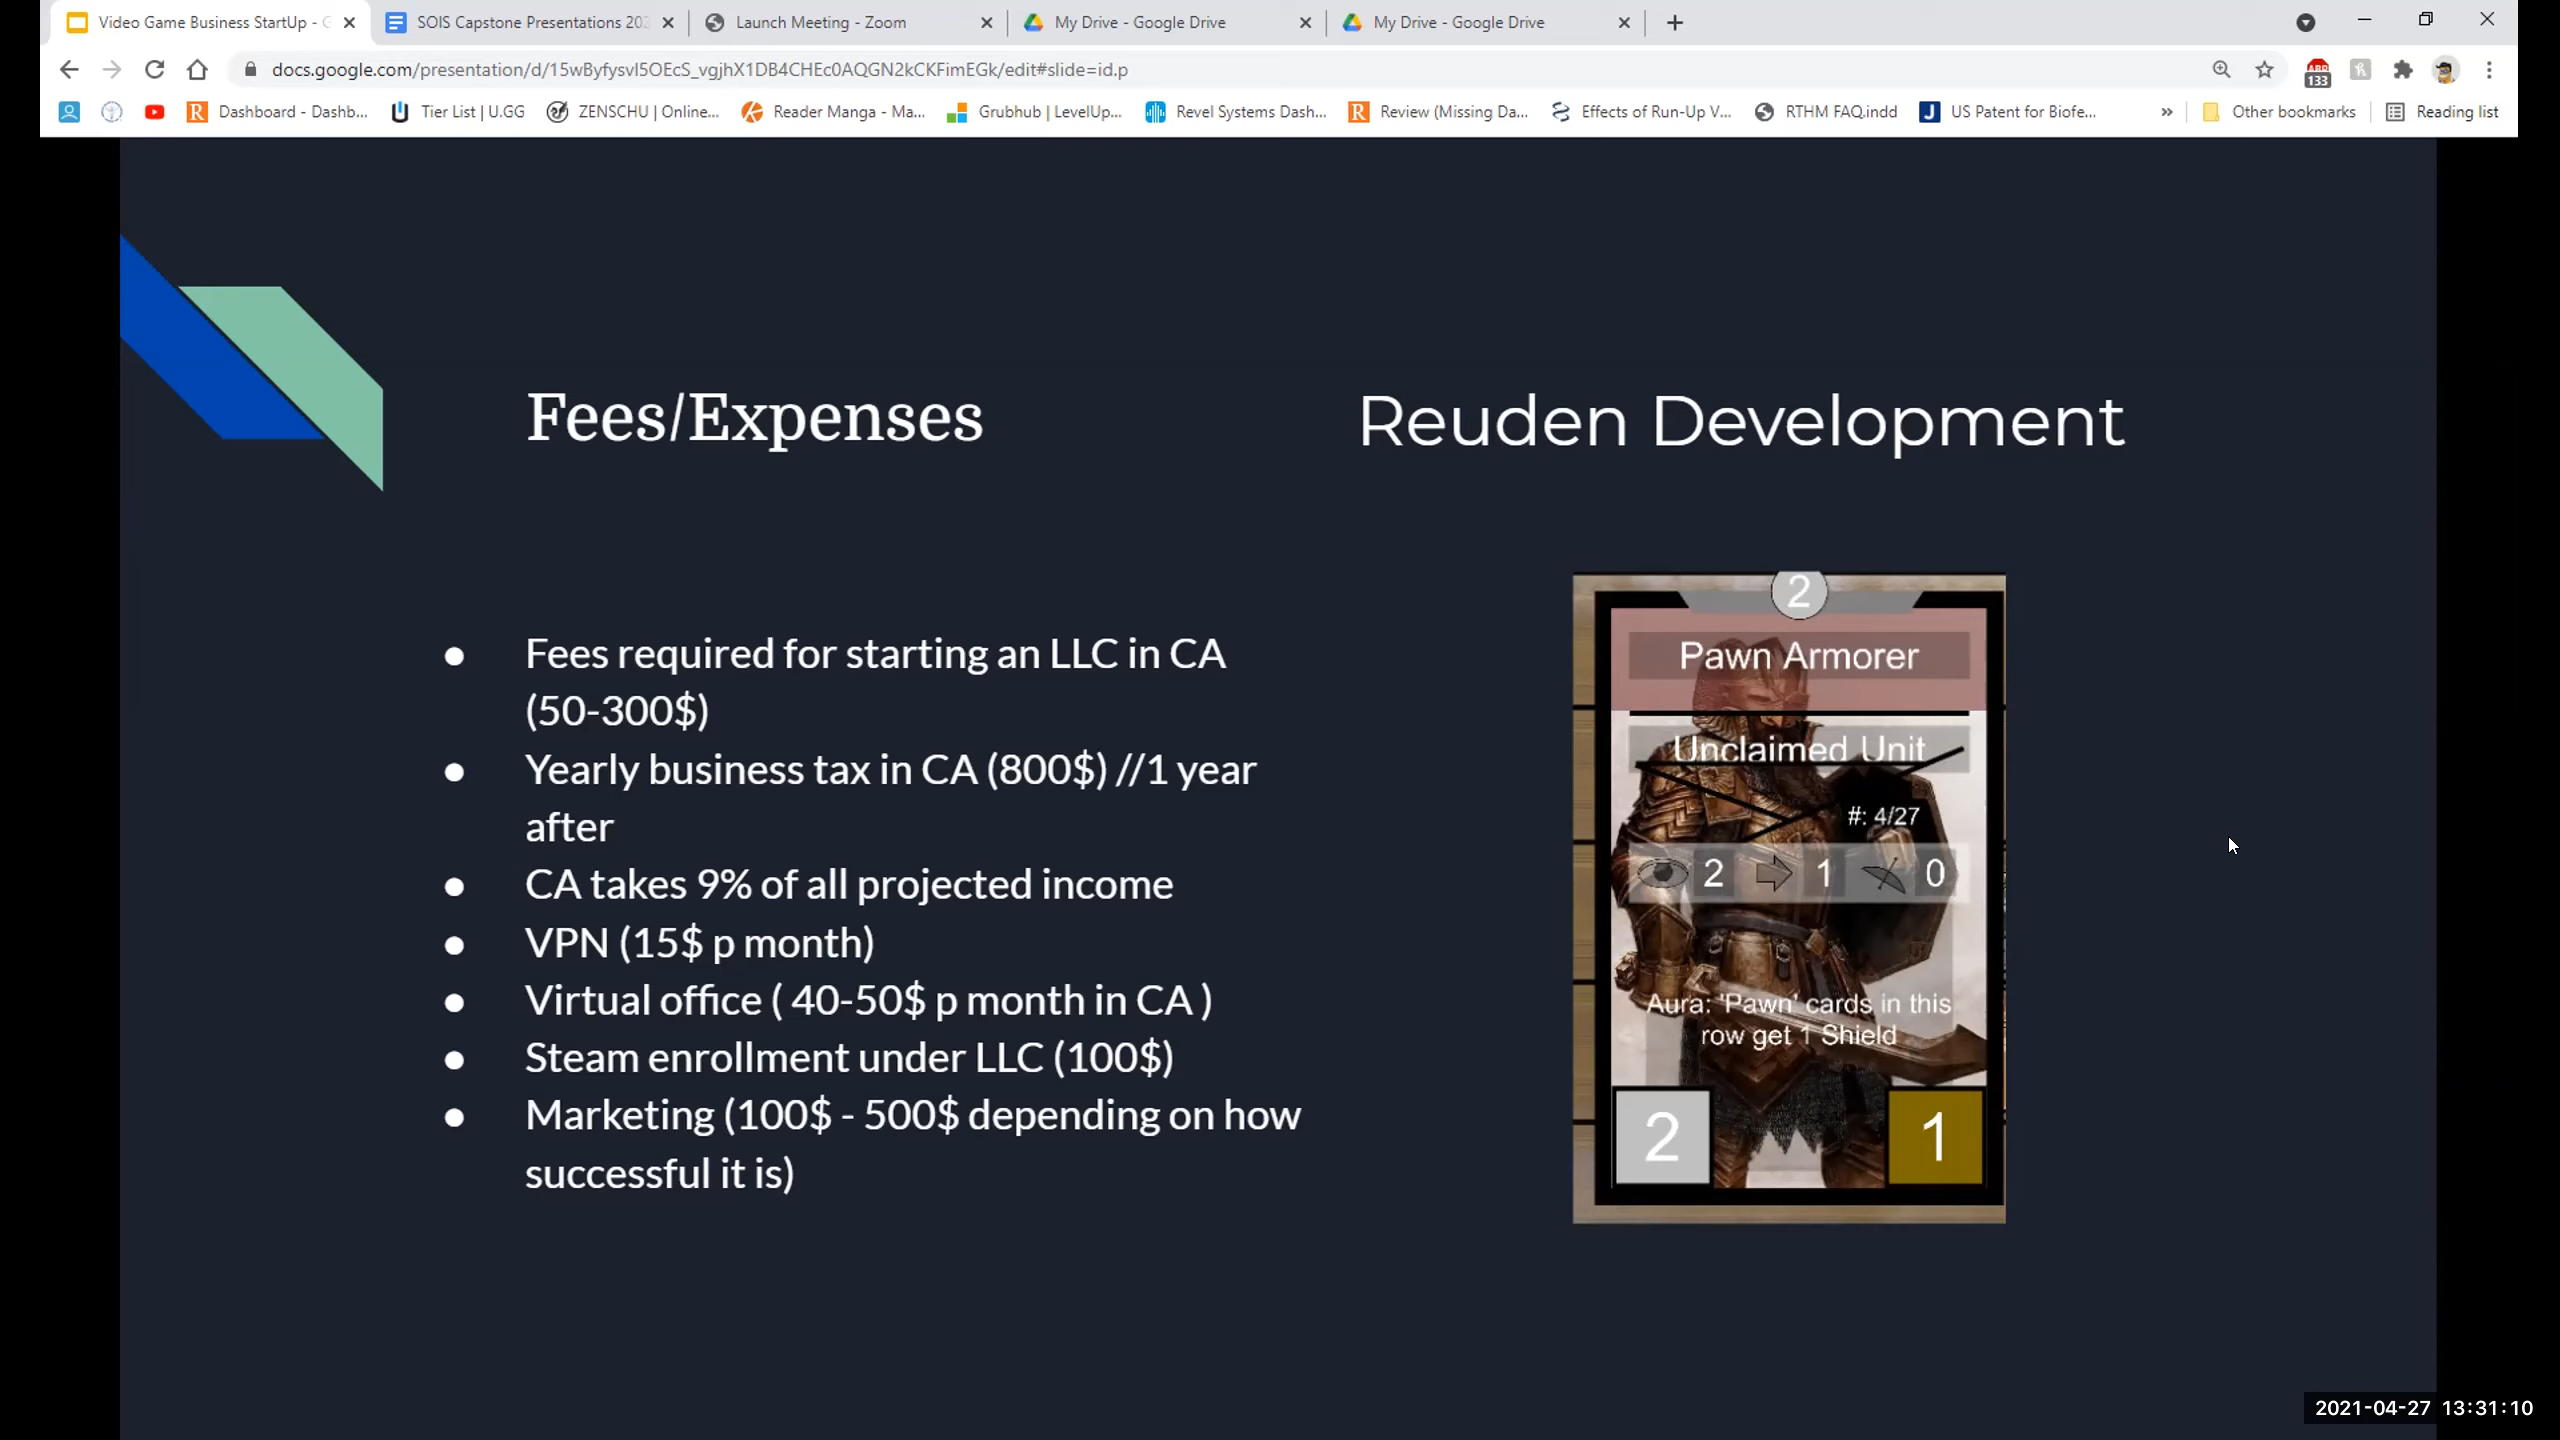 Video Game Business StartUp - G
SOIS Capstone Presentations 202
Launch Meeting - Zoom
My Drive - Google Drive
My Drive - Google Drive
docs.google.com/presentation/d/15wByfysvI5OEcS_vgjhX1DB4CHEc0AQGN2kCKFimEGk/edit#slide=id.p
ABP
133
Dashboard - Dashb...
Tier List | U.GG
ZENSCHU | Online...
Reader Manga - Ma...
Grubhub | LevelUp...
Revel Systems Dash...
Review (Missing Da...
Effects of Run-Up V...
RTHM FAQ.indd
US Patent for Biofe...
»
Other bookmarks
Reading list
Fees/Expenses
● Fees required for starting an LLC in CA
(50-300$)
● Yearly business tax in CA (800$) //1 year
after
● CA takes 9% of all projected income
● VPN (15$ p month)
● Virtual office ( 40-50$ p month in CA )
● Steam enrollment under LLC (100$)
● Marketing (100$ - 500$ depending on how
successful it is)
Reuden Development
2
Pawn Armorer
Unclaimed Unit
#: 4/27
2 1 0
Aura: 'Pawn' cards in this
row get 1 Shield
2 1
2021-04-27 13:31:10